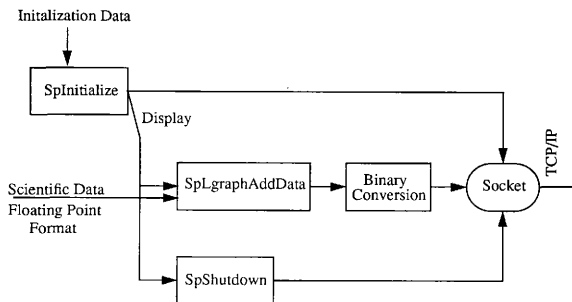 Initalization Data
SpInitialize
Display
TCP/IP
Scientific Data
Floating Point
Format
SpLgraphAddData
Binary
Conversion
Socket
SpShutdown